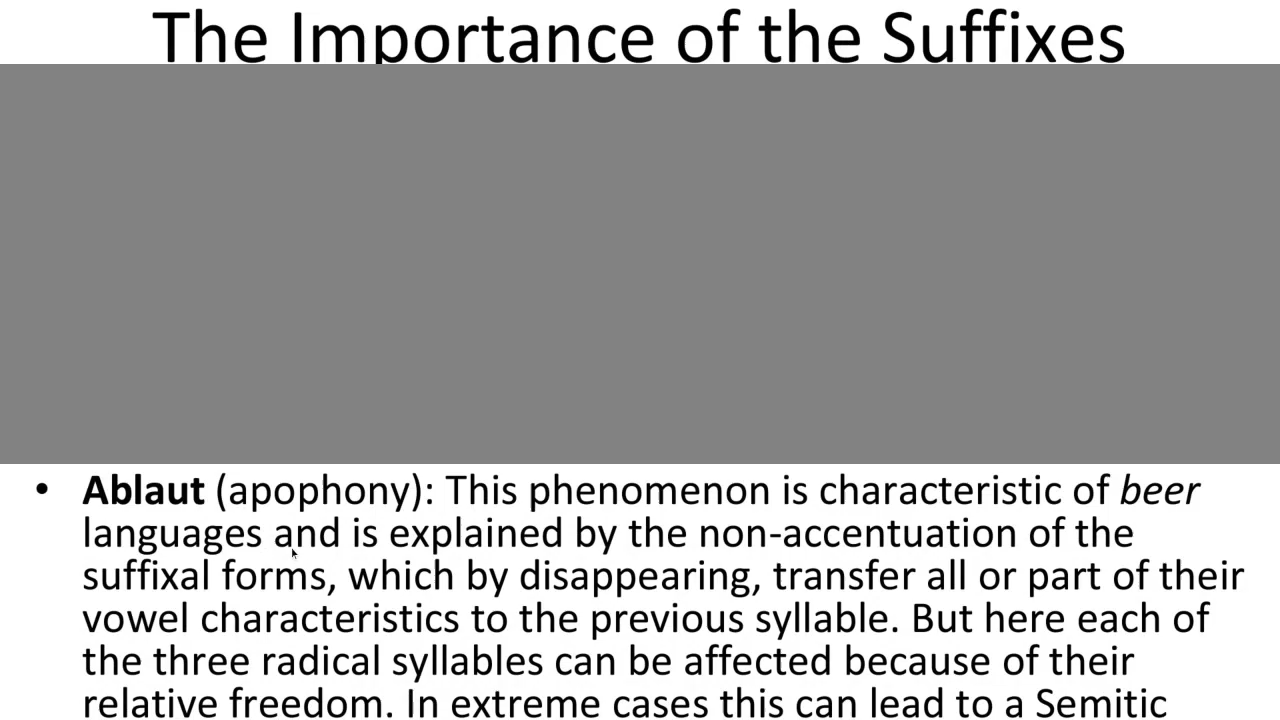 The Importance of the Suffixes
• Ablaut (apophony): This phenomenon is characteristic of beer
languages and is explained by the non-accentuation of the
suffixal forms, which by disappearing, transfer all or part of their
vowel characteristics to the previous syllable. But here each of
the three radical syllables can be affected because of their
relative freedom. In extreme cases this can lead to a Semitic